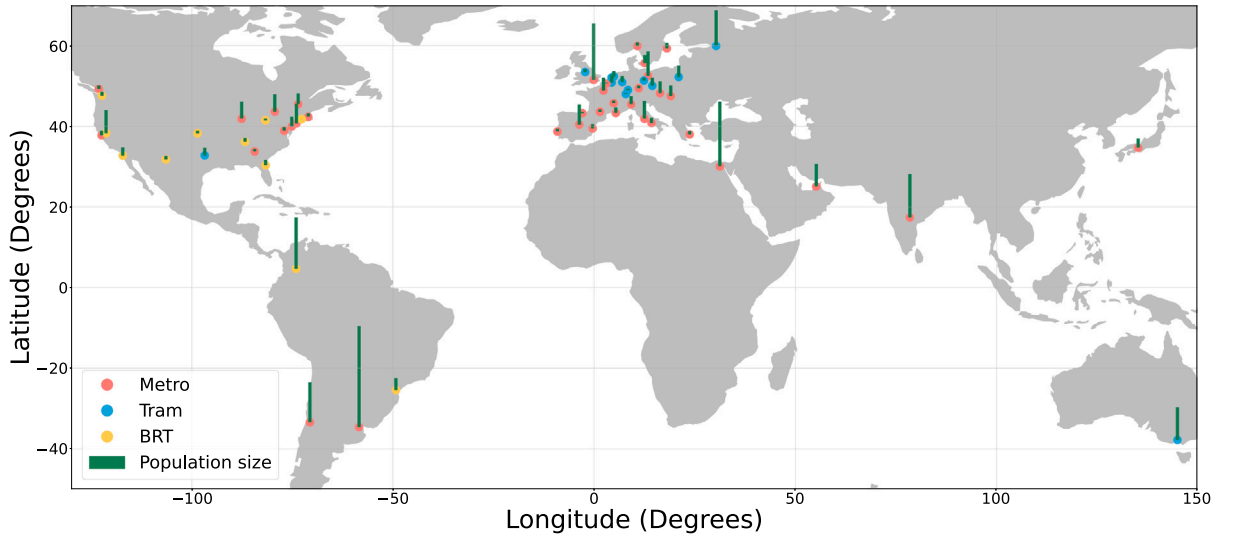 60
40
20
0
−20
−40
Latitude (Degrees)
Metro
Tram
BRT
Population size
−100
−50
0
50
100
150
Longitude (Degrees)